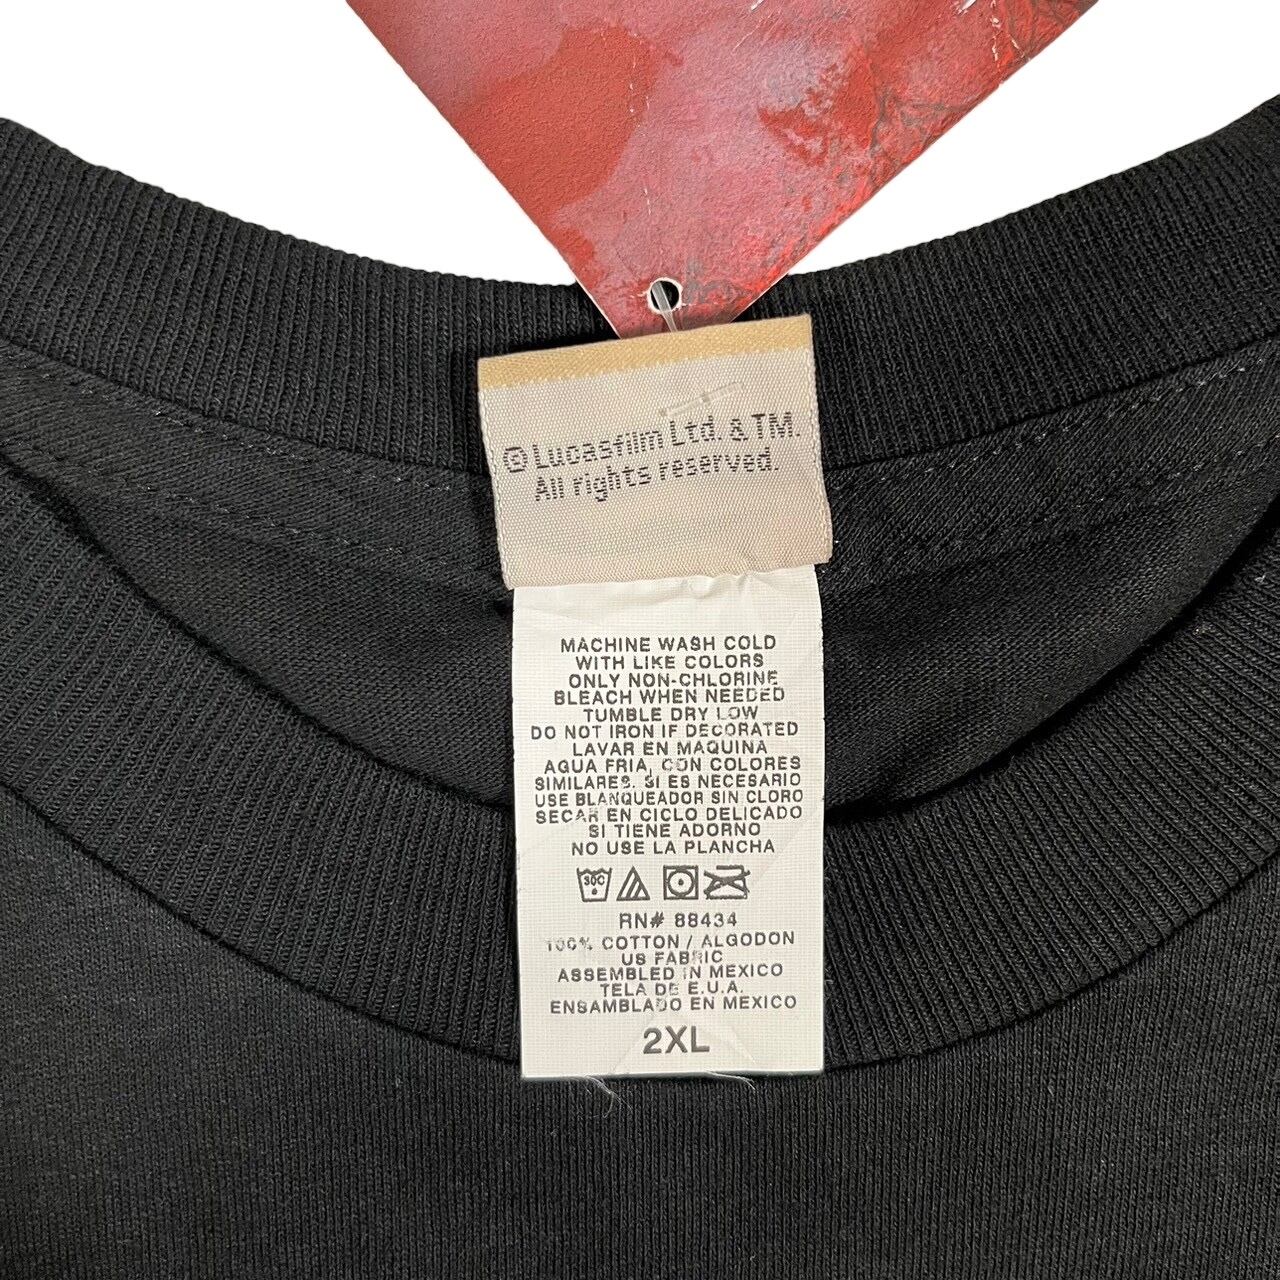 ©Lucasfilm Ltd. & TM.
All rights reserved.
MACHINE WASH COLD
WITH LIKE COLORS
ONLY NON-CHLORINE
BLEACH WHEN NEEDED
TUMBLE DRY LOW
DO NOT IRON IF DECORATED
LAVAR EN MAQUINA
AGUA FRIA, CON COLORES
SIMILARES. SI ES NECESARIO
USE BLANQUEADOR SIN CLORO
SECAR EN CICLO DELICADO
SI TIENE ADORNO
NO USE LA PLANCHA
30C
RN# 88434
100% COTTON / ALGODON
US FABRIC
ASSEMBLED IN MEXICO
TELA DE E.U.A.
ENSAMBLADO EN MEXICO
2XL